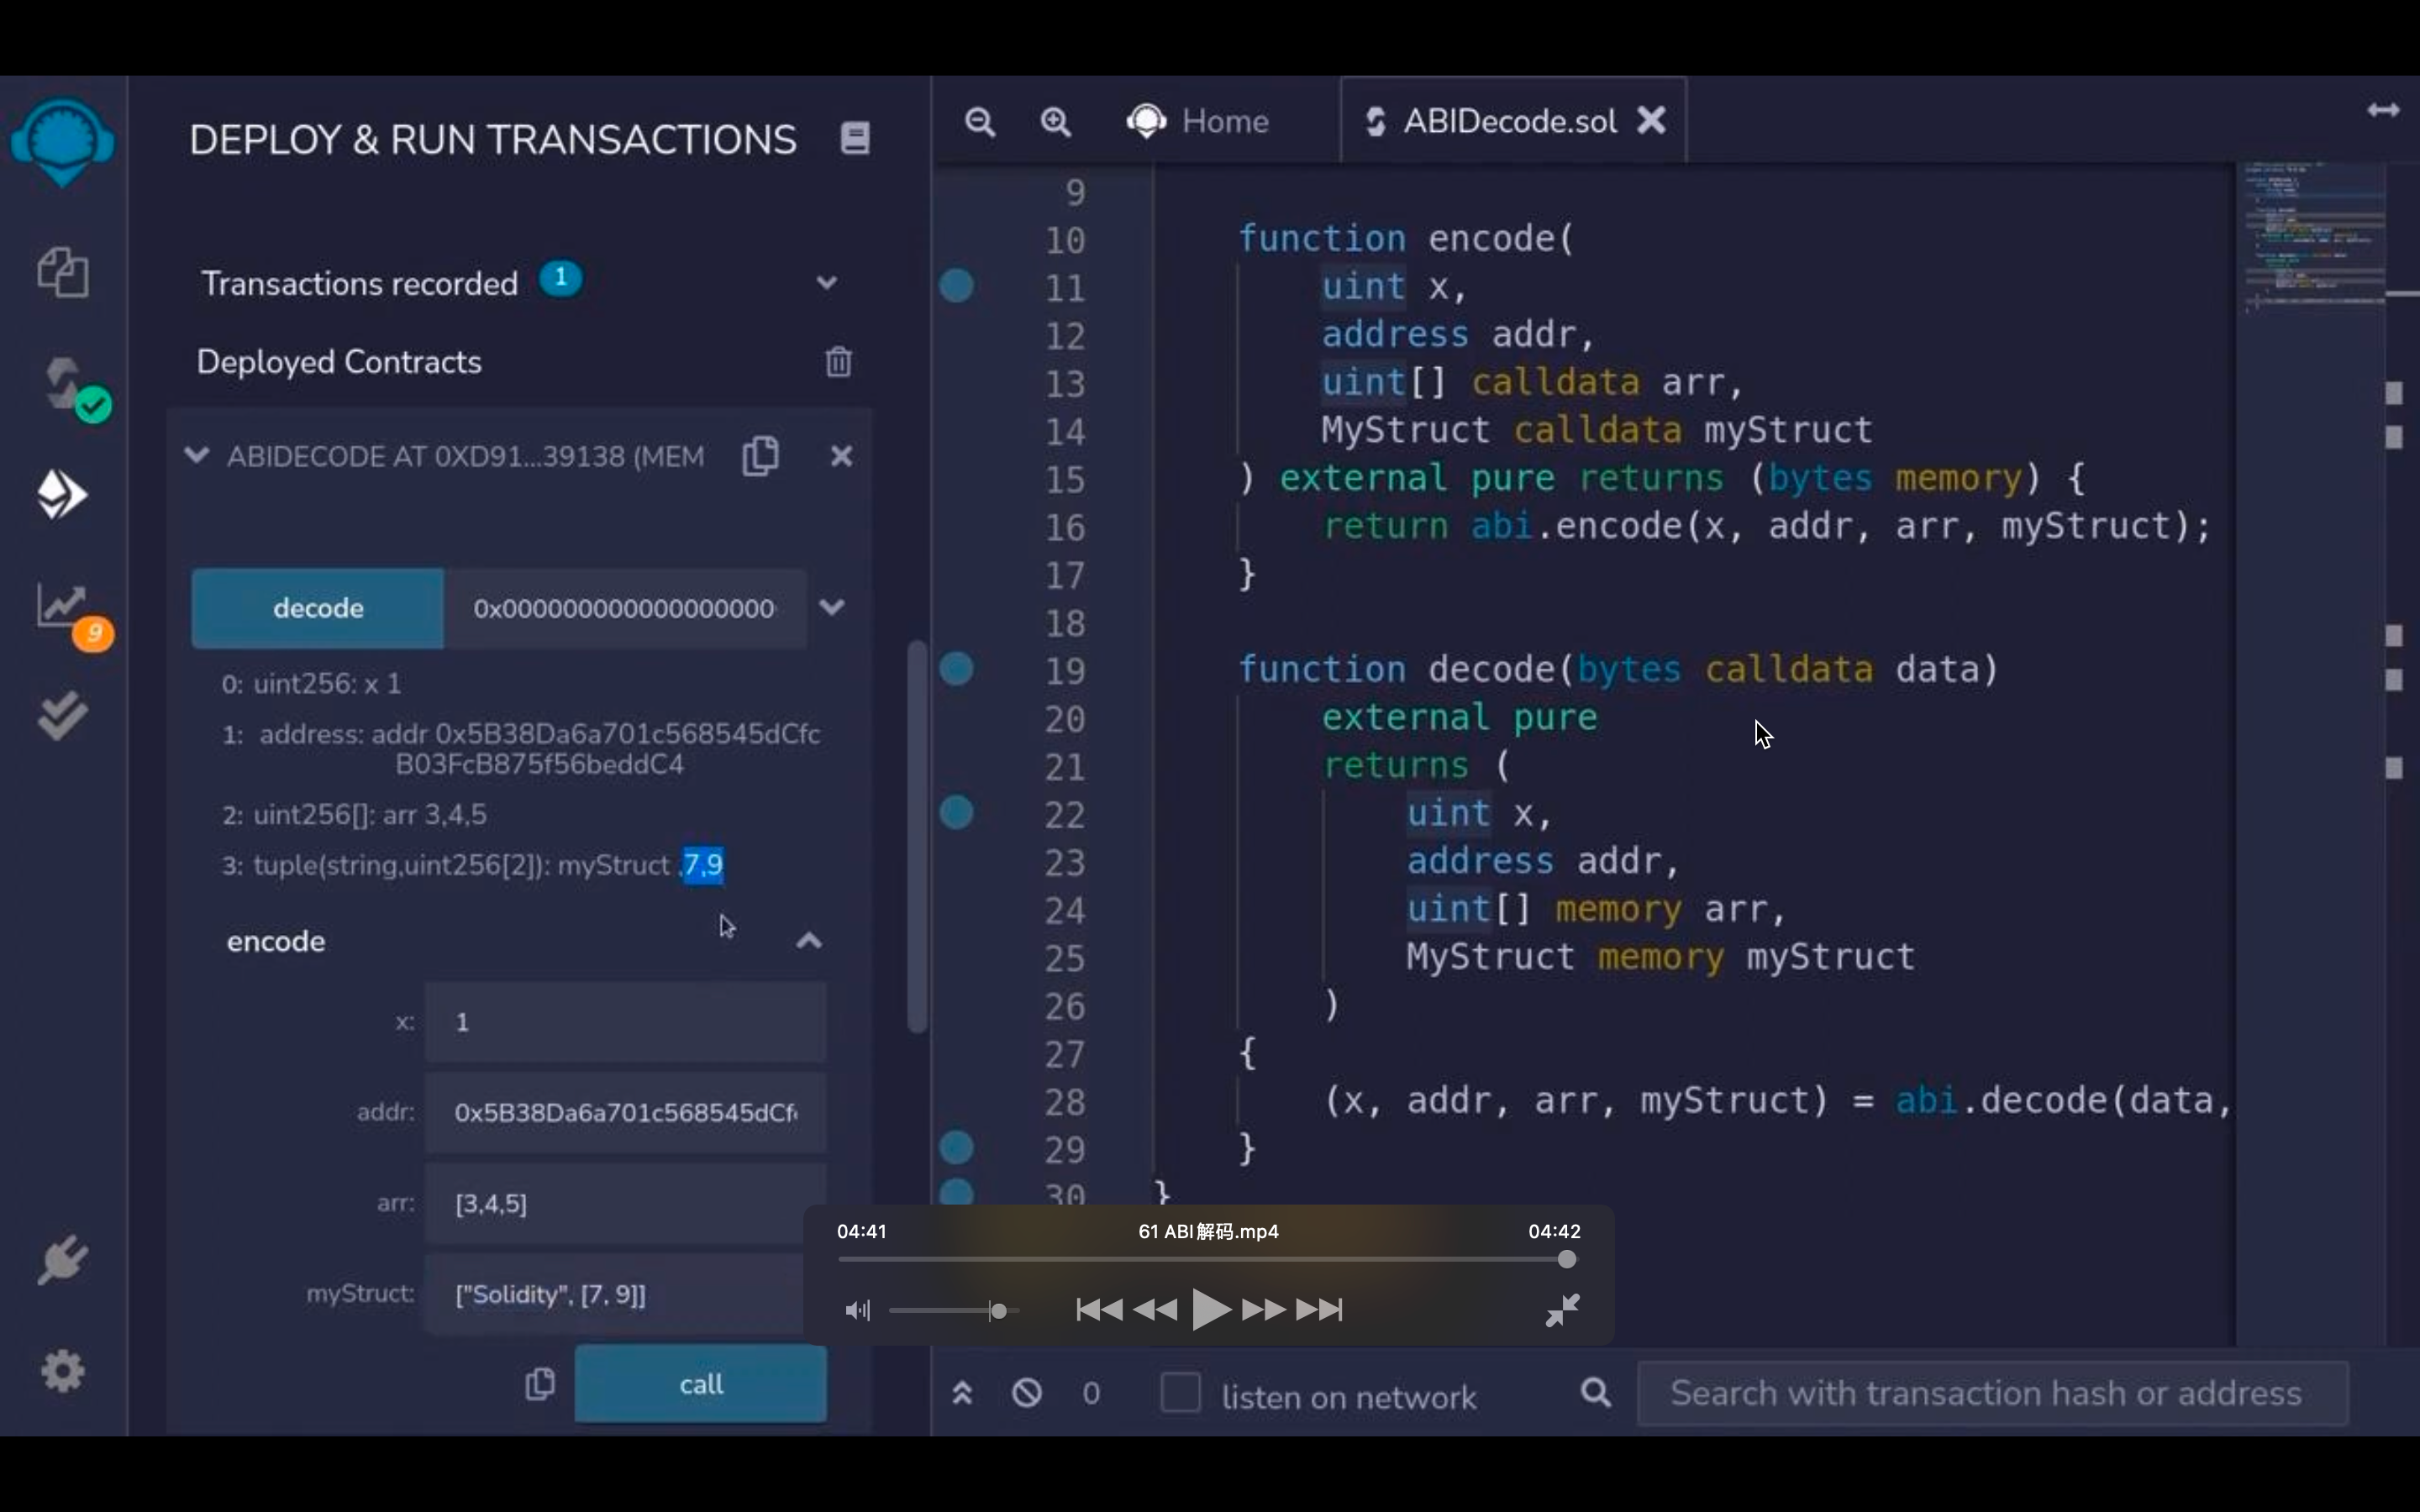 DEPLOY & RUN TRANSACTIONS
Transactions recorded 1
Deployed Contracts
ABIDECODE AT 0XD91...39138 (MEM
decode 0x000000000000000000
0: uint256: x 1
1: address: addr 0x5B38Da6a701c568545dCfc
B03FcB875f56beddC4
2: uint256[]: arr 3,4,5
3: tuple(string,uint256[2]): myStruct ,7,9
encode
x: 1
addr: 0x5B38Da6a701c568545dCf
arr: [3,4,5]
myStruct: ["Solidity", [7, 9]]
call
9
Home
ABIDecode.sol
9
10 function encode(
11 uint x,
12 address addr,
13 uint[] calldata arr,
14 MyStruct calldata myStruct
15 ) external pure returns (bytes memory) {
16 return abi.encode(x, addr, arr, myStruct);
17 }
18
19 function decode(bytes calldata data)
20 external pure
21 returns (
22 uint x,
23 address addr,
24 uint[] memory arr,
25 MyStruct memory myStruct
26 )
27 {
28 (x, addr, arr, myStruct) = abi.decode(data,
29 }
30 }
04:41 61 ABI 解码.mp4 04:42
0 listen on network Search with transaction hash or address